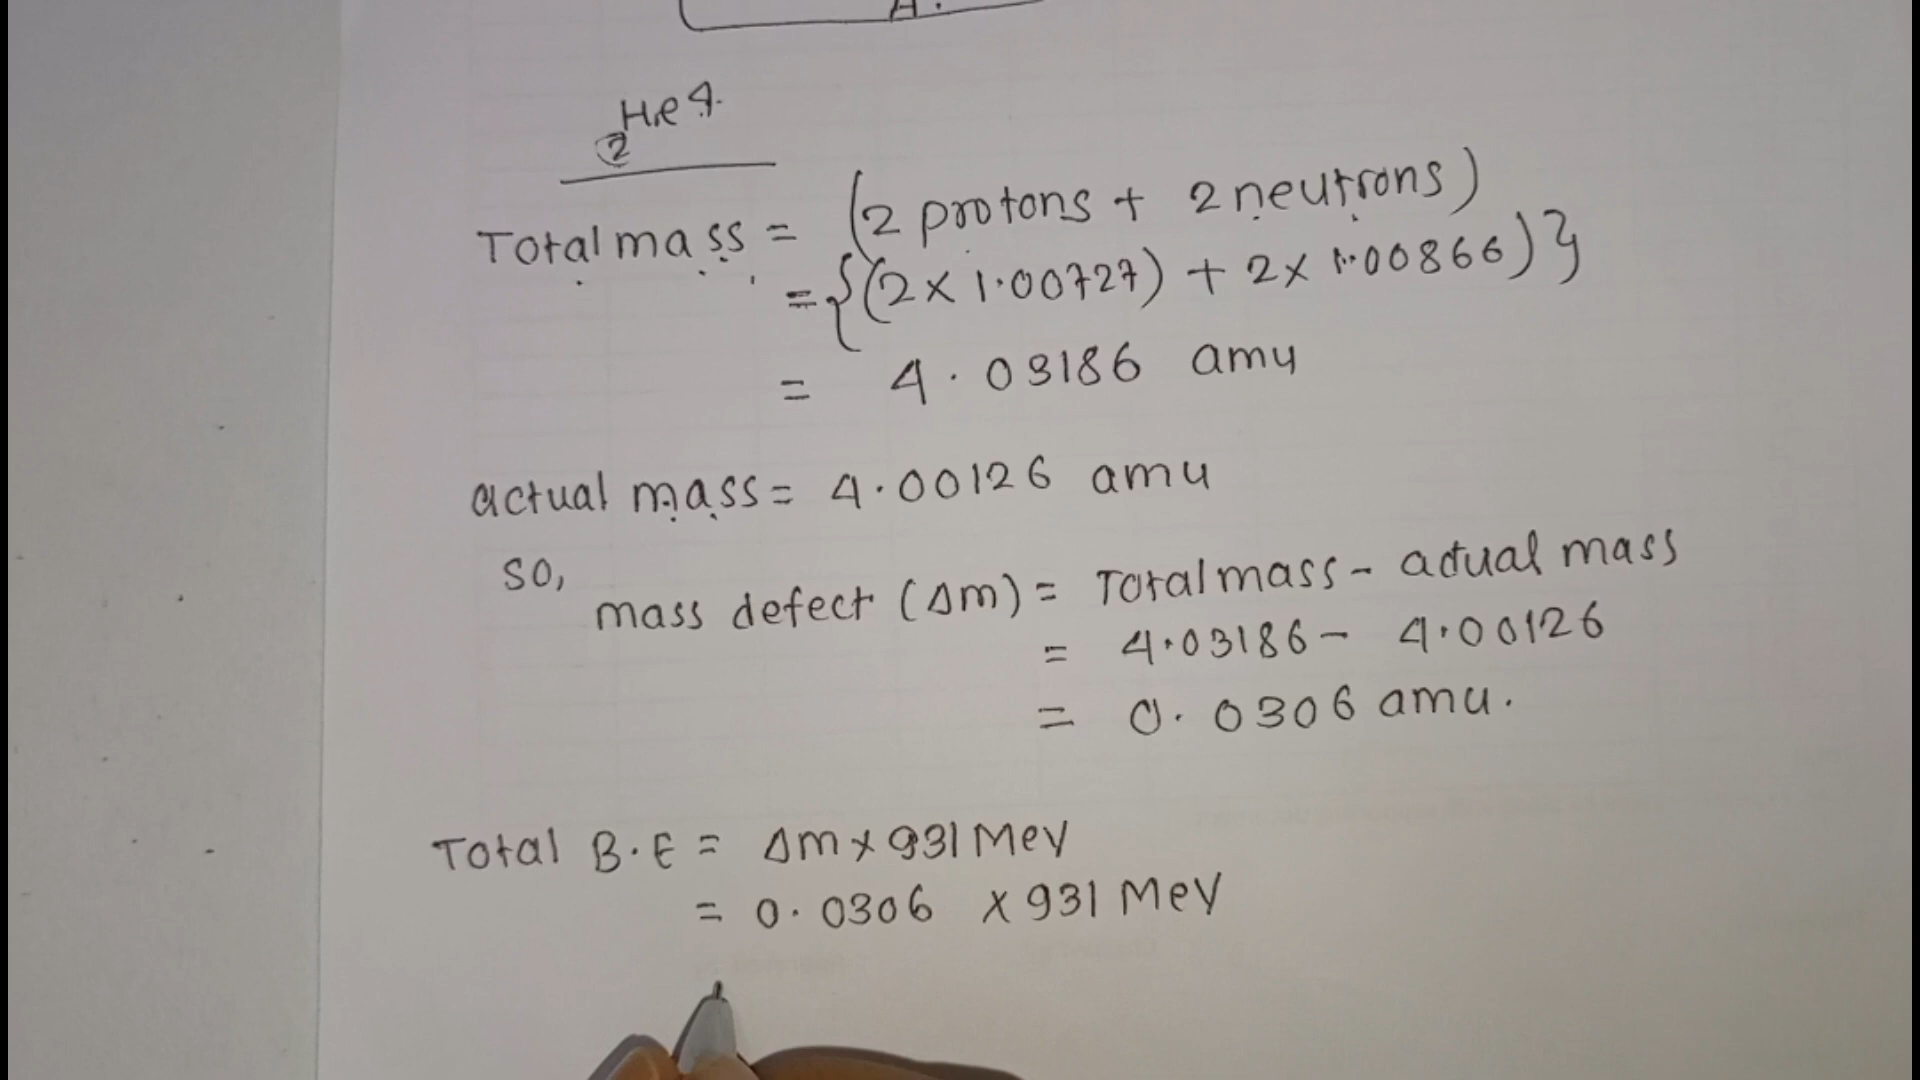 A.
₂He4.
Total mass = (2 protons + 2 neutrons)
= {(2 x 1.00727) + 2 x 1.00866)}
= 4.03186 amu
actual mass = 4.00126 amu
so,
mass defect (Δm) = Total mass - actual mass
= 4.03186 - 4.00126
= 0.0306 amu.
Total B.E = Δm x 931 MeV
= 0.0306 x 931 MeV